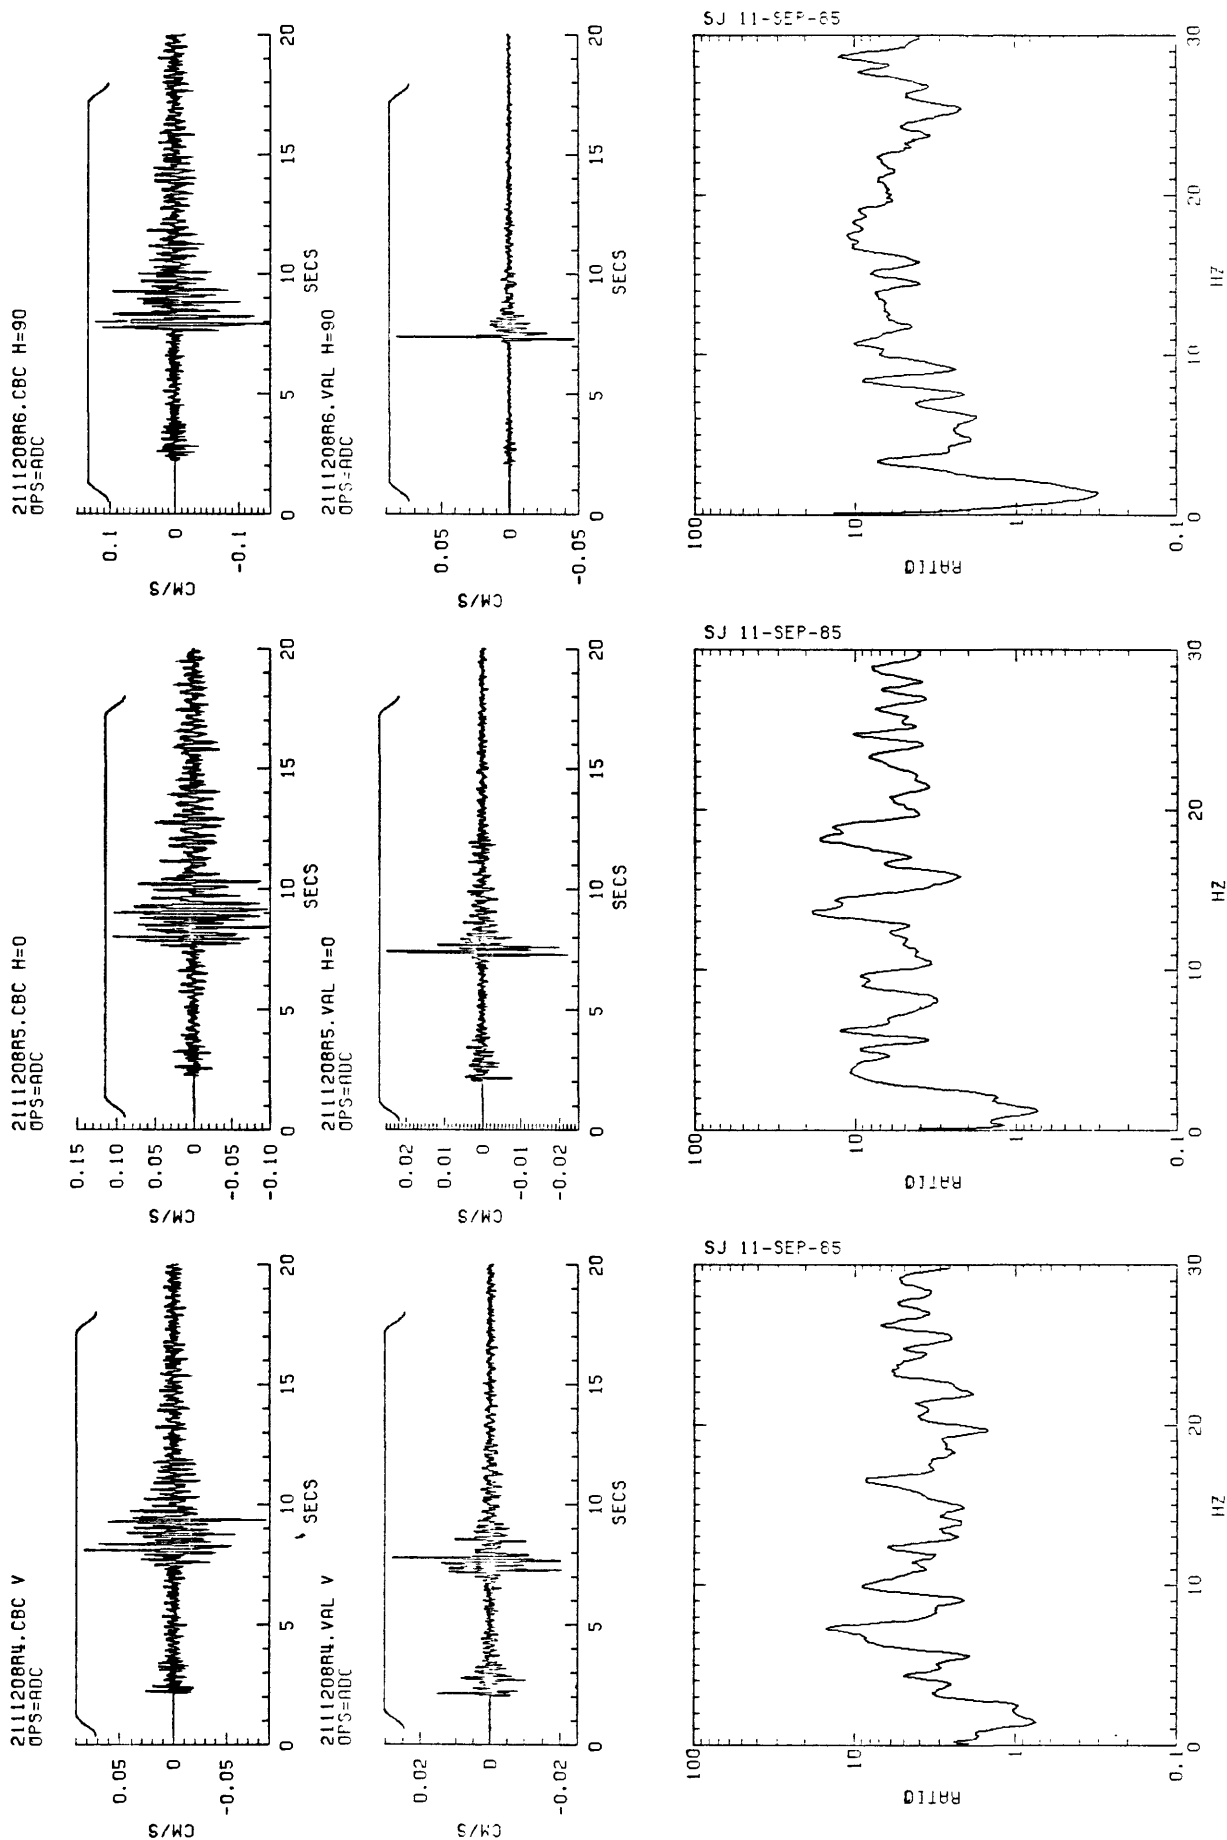 2111208R4.CBC V
OPS=ADC
CM/S
0.05
0
-0.05
0
5
10
15
20
SECS
2111208R4.VAL V
OPS=ADC
CM/S
0.02
0
-0.02
0
5
10
15
20
SECS
SJ 11-SEP-85
RATIO
100
10
1
0.1
0
10
20
30
HZ
2111208R5.CBC H=0
OPS=ADC
CM/S
0.15
0.10
0.05
0
-0.05
-0.10
0
5
10
15
20
SECS
2111208R5.VAL H=0
OPS=ADC
CM/S
0.02
0.01
0
-0.01
-0.02
0
5
10
15
20
SECS
SJ 11-SEP-85
RATIO
100
10
1
0.1
0
10
20
30
HZ
2111208R6.CBC H=90
OPS=ADC
CM/S
0.1
0
-0.1
0
5
10
15
20
SECS
2111208R6.VAL H=90
OPS=ADC
CM/S
0.05
0
-0.05
0
5
10
15
20
SECS
SJ 11-SEP-85
RATIO
100
10
1
0.1
0
10
20
30
HZ